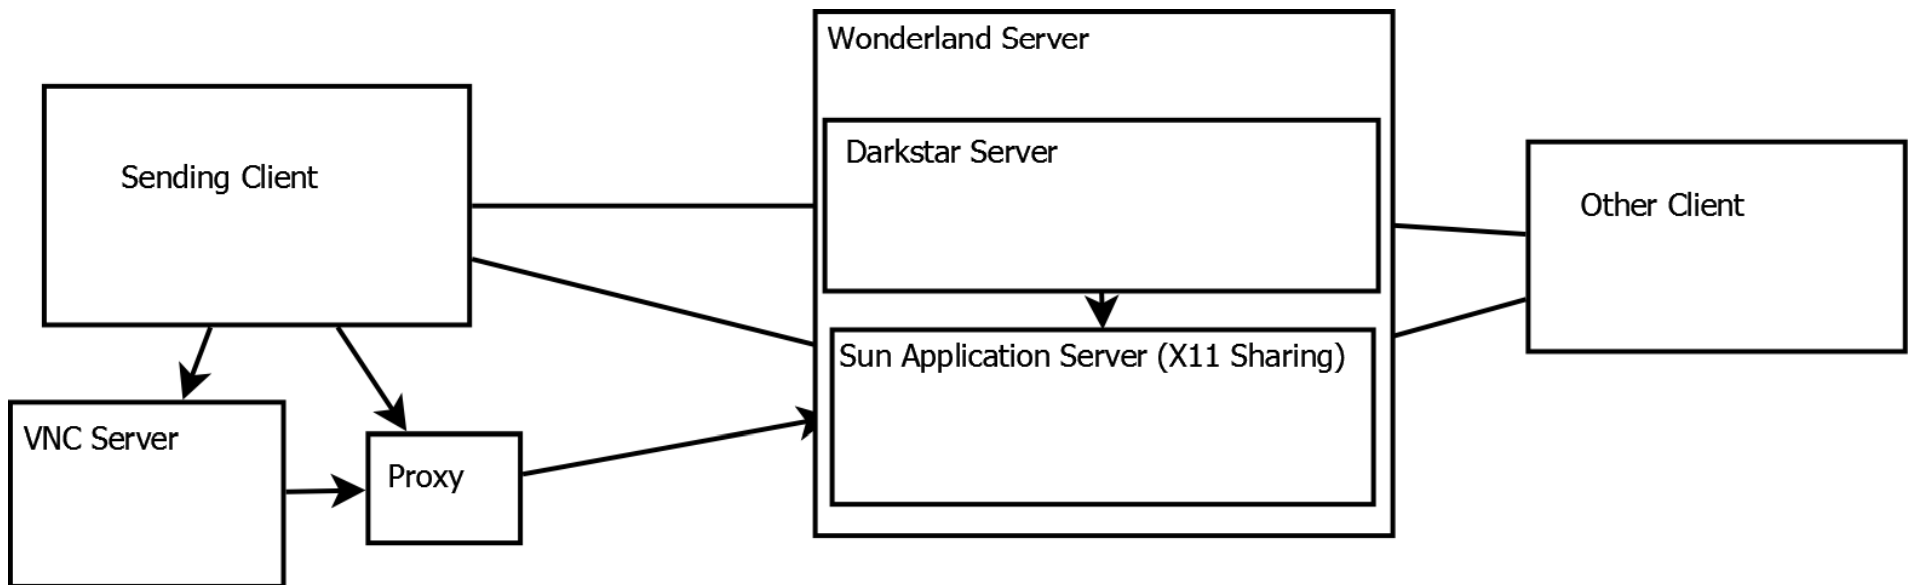 Wonderland Server
Darkstar Server
Sending Client
Other Client
Sun Application Server (X11 Sharing)
VNC Server
Proxy